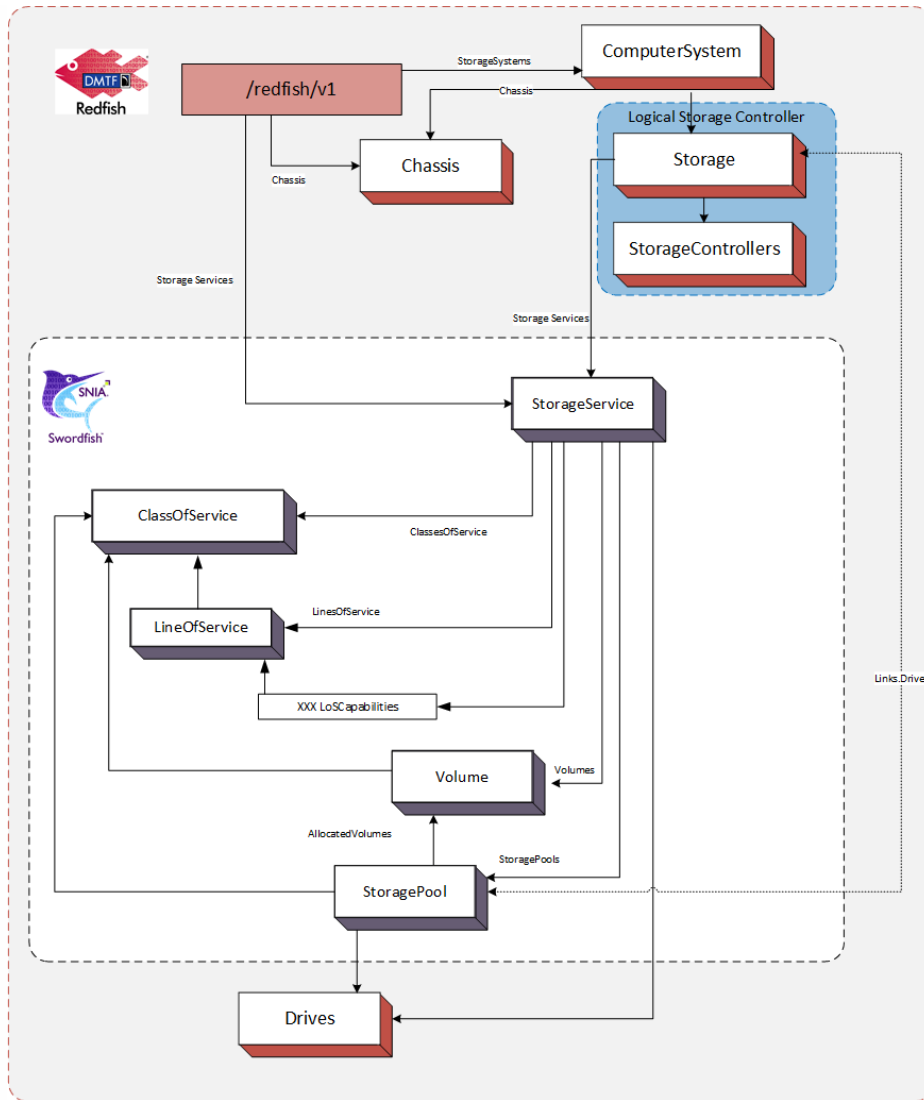 ComputerSystem
StorageSystems
DMTF
Redfish
/redfish/v1
Chassis
Logical Storage Controller
Storage
Chassis
Chassis
StorageControllers
Storage Services
Storage Services
SNIA
Swordfish
StorageService
ClassOfService
ClassesOfService
LinesOfService
LineOfService
Links.Drive
XXX LoSCapabilities
Volume
Volumes
AllocatedVolumes
StoragePools
StoragePool
Drives